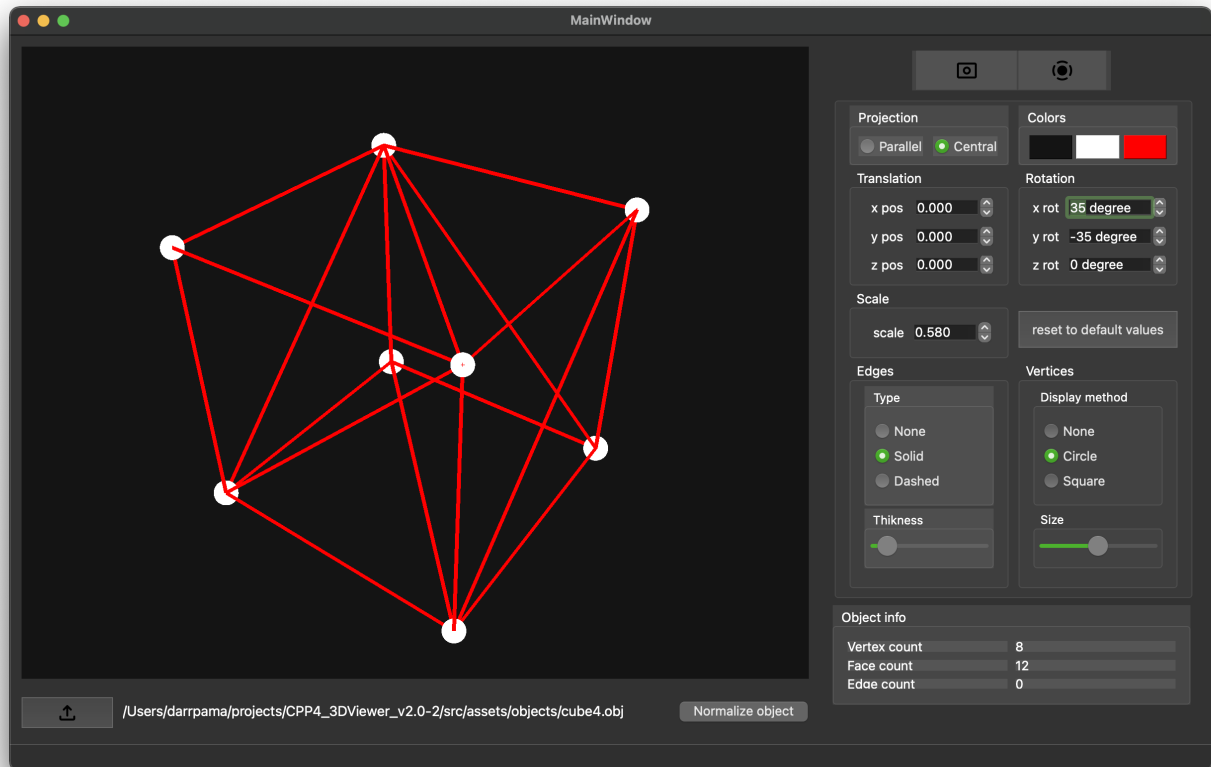 MainWindow
Projection
Parallel Central
Colors
Translation
x pos 0.000
y pos 0.000
z pos 0.000
Rotation
x rot 35 degree
y rot -35 degree
z rot 0 degree
Scale
scale 0.580
reset to default values
Edges
Type
None
Solid
Dashed
Thikness
Vertices
Display method
None
Circle
Square
Size
Object info
Vertex count 8
Face count 12
Edge count 0
/Users/darrpama/projects/CPP4_3DViewer_v2.0-2/src/assets/objects/cube4.obj
Normalize object